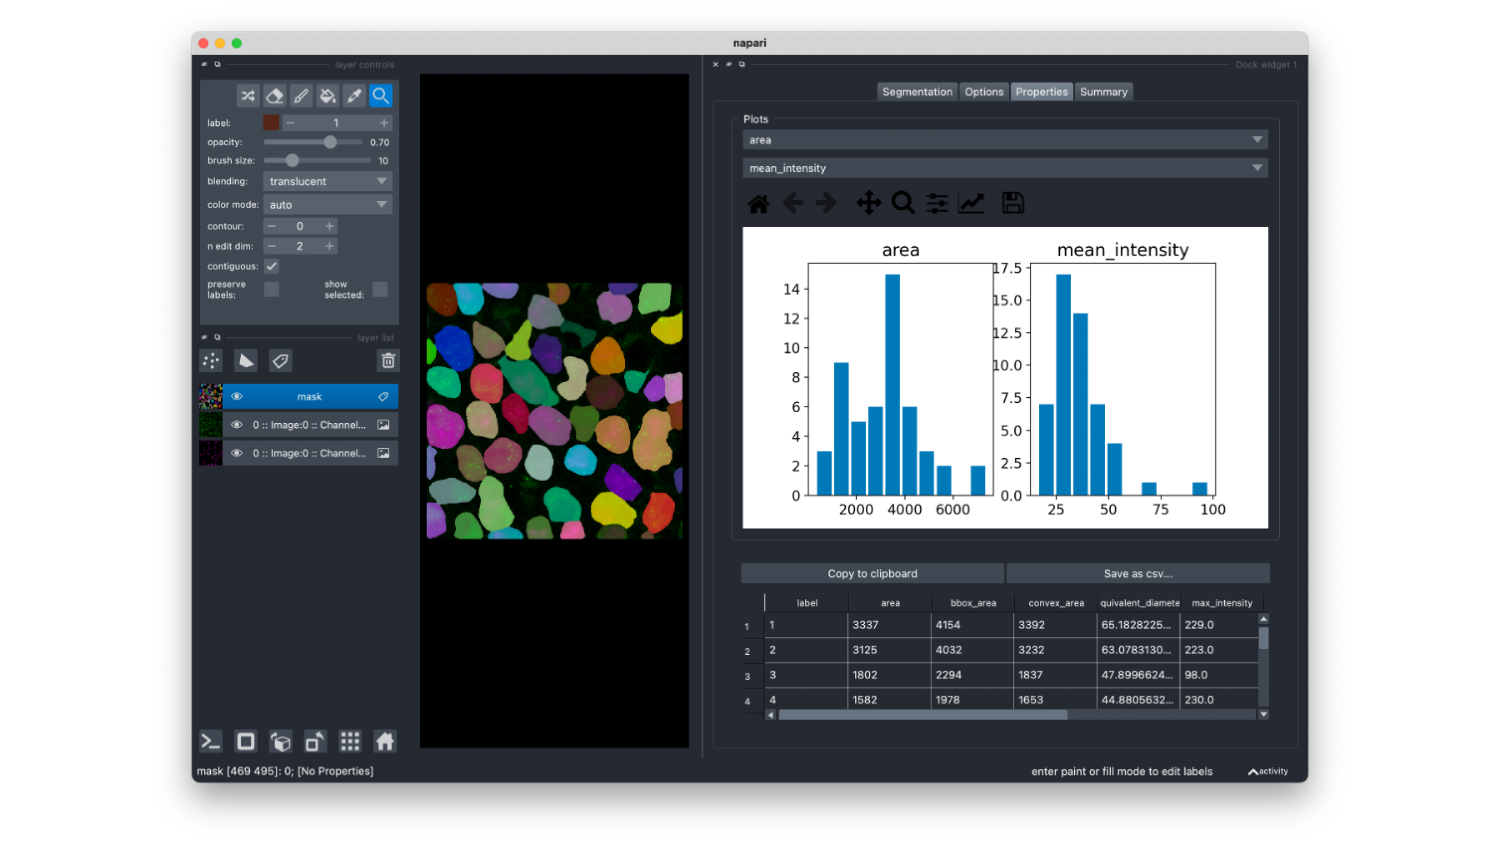 napari
layer controls
Dock widget 1
label:
1
opacity:
0.70
brush size:
10
blending:
translucent
color mode:
auto
contour:
0
n edit dim:
2
contiguous:
preserve
labels:
show
selected:
layer list
mask
0 :: Image:0 :: Channel...
0 :: Image:0 :: Channel...
Segmentation
Options
Properties
Summary
Plots
area
mean_intensity
area
mean_intensity
14
12
10
8
6
4
2
0
2000 4000 6000
17.5
15.0
12.5
10.0
7.5
5.0
2.5
0.0
25 50 75 100
Copy to clipboard
Save as csv...
label area bbox_area convex_area quivalent_diamete max_intensity
1 1 3337 4154 3392 65.1828225... 229.0
2 2 3125 4032 3232 63.0783130... 223.0
3 3 1802 2294 1837 47.8996624... 98.0
4 4 1582 1978 1653 44.8805632... 230.0
mask [469 495]: 0; [No Properties]
enter paint or fill mode to edit labels
activity